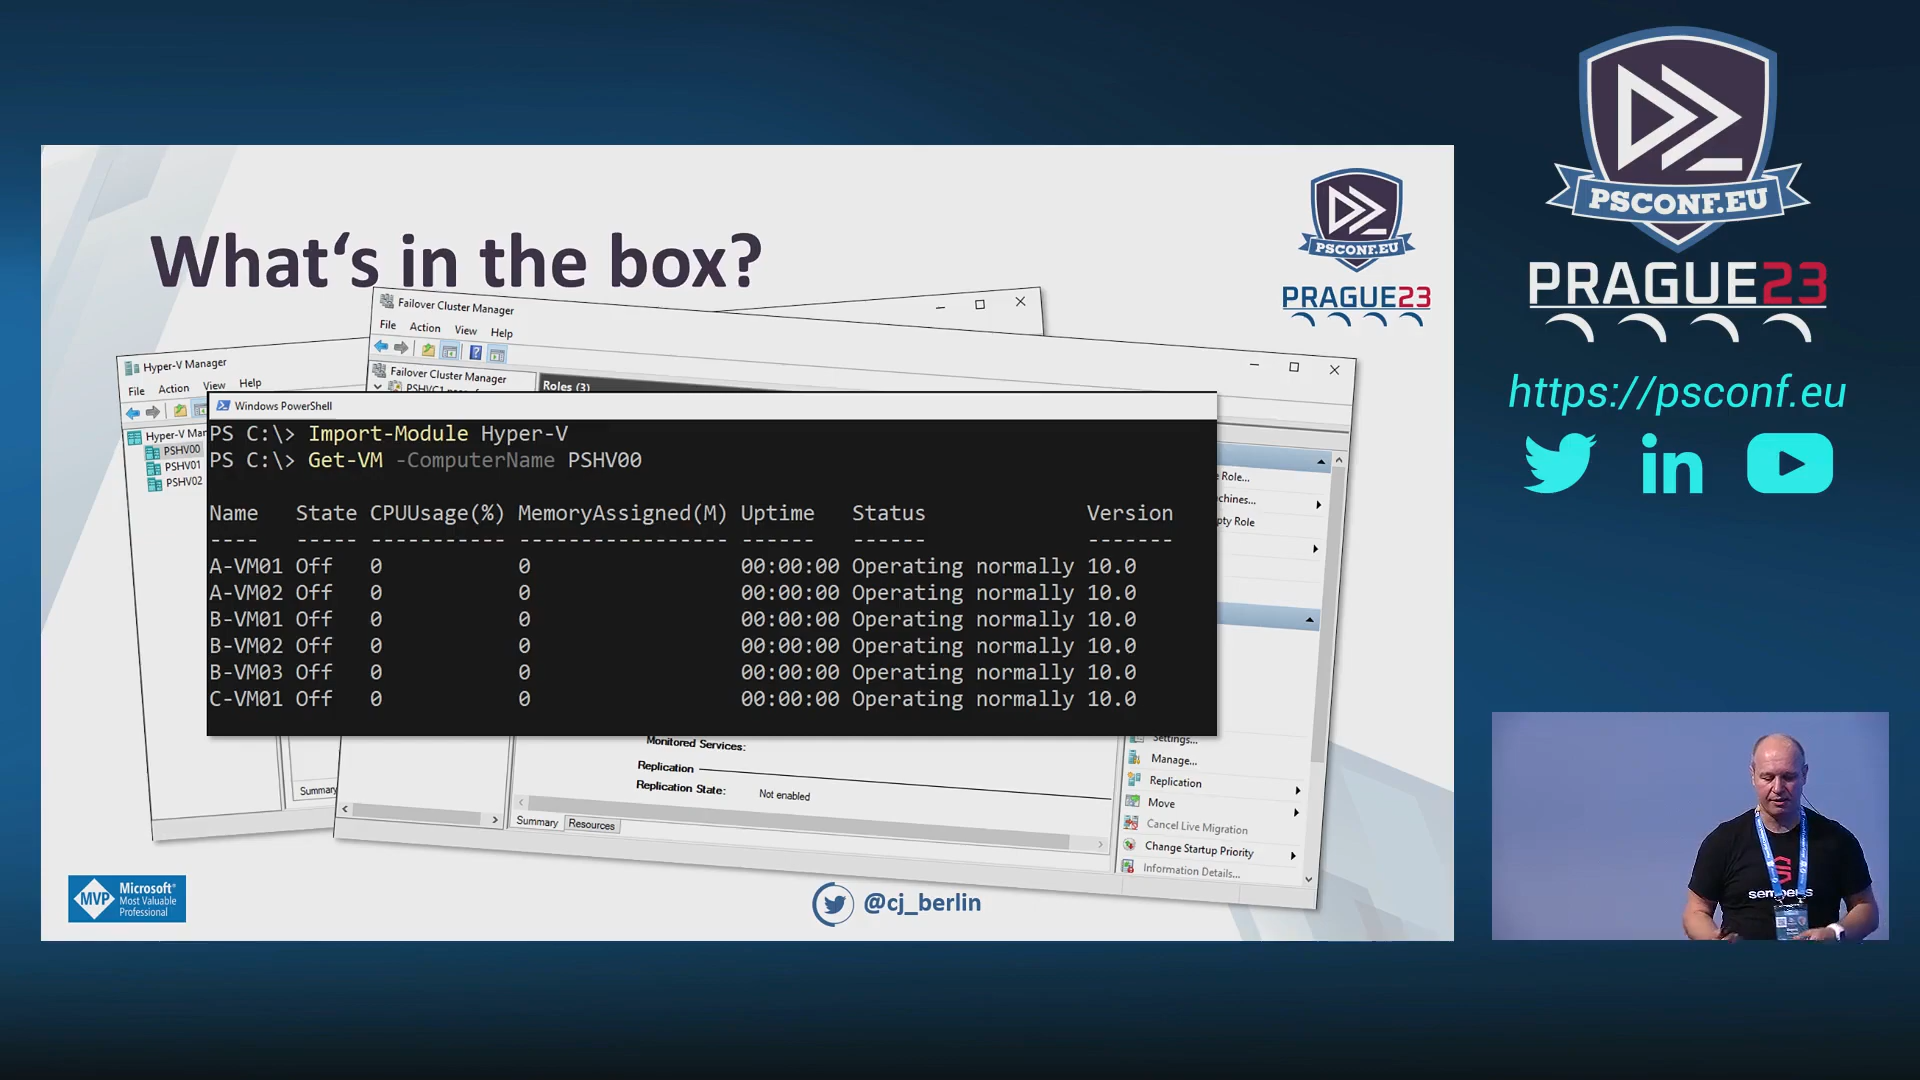 What‘s in the box?
PSCONF.EU
PRAGUE23
Failover Cluster Manager
File Action View Help
Failover Cluster Manager
Roles (3)
Hyper-V Manager
File Action View Help
PSHV00
PSHV01
PSHV02
Windows PowerShell
PS C:\> Import-Module Hyper-V
PS C:\> Get-VM -ComputerName PSHV00
Name State CPUUsage(%) MemoryAssigned(M) Uptime Status Version
---- ----- ----------- ----------------- ------ ------ -------
A-VM01 Off 0 0 00:00:00 Operating normally 10.0
A-VM02 Off 0 0 00:00:00 Operating normally 10.0
B-VM01 Off 0 0 00:00:00 Operating normally 10.0
B-VM02 Off 0 0 00:00:00 Operating normally 10.0
B-VM03 Off 0 0 00:00:00 Operating normally 10.0
C-VM01 Off 0 0 00:00:00 Operating normally 10.0
Role...
Role
Monitored Services:
Replication
Replication State: Not enabled
Summary
Summary Resources
Settings...
Manage...
Replication
Move
Cancel Live Migration
Change Startup Priority
Information Details...
MVP
Microsoft®
Most Valuable
Professional
@cj_berlin
PSCONF.EU
PRAGUE23
https://psconf.eu
in